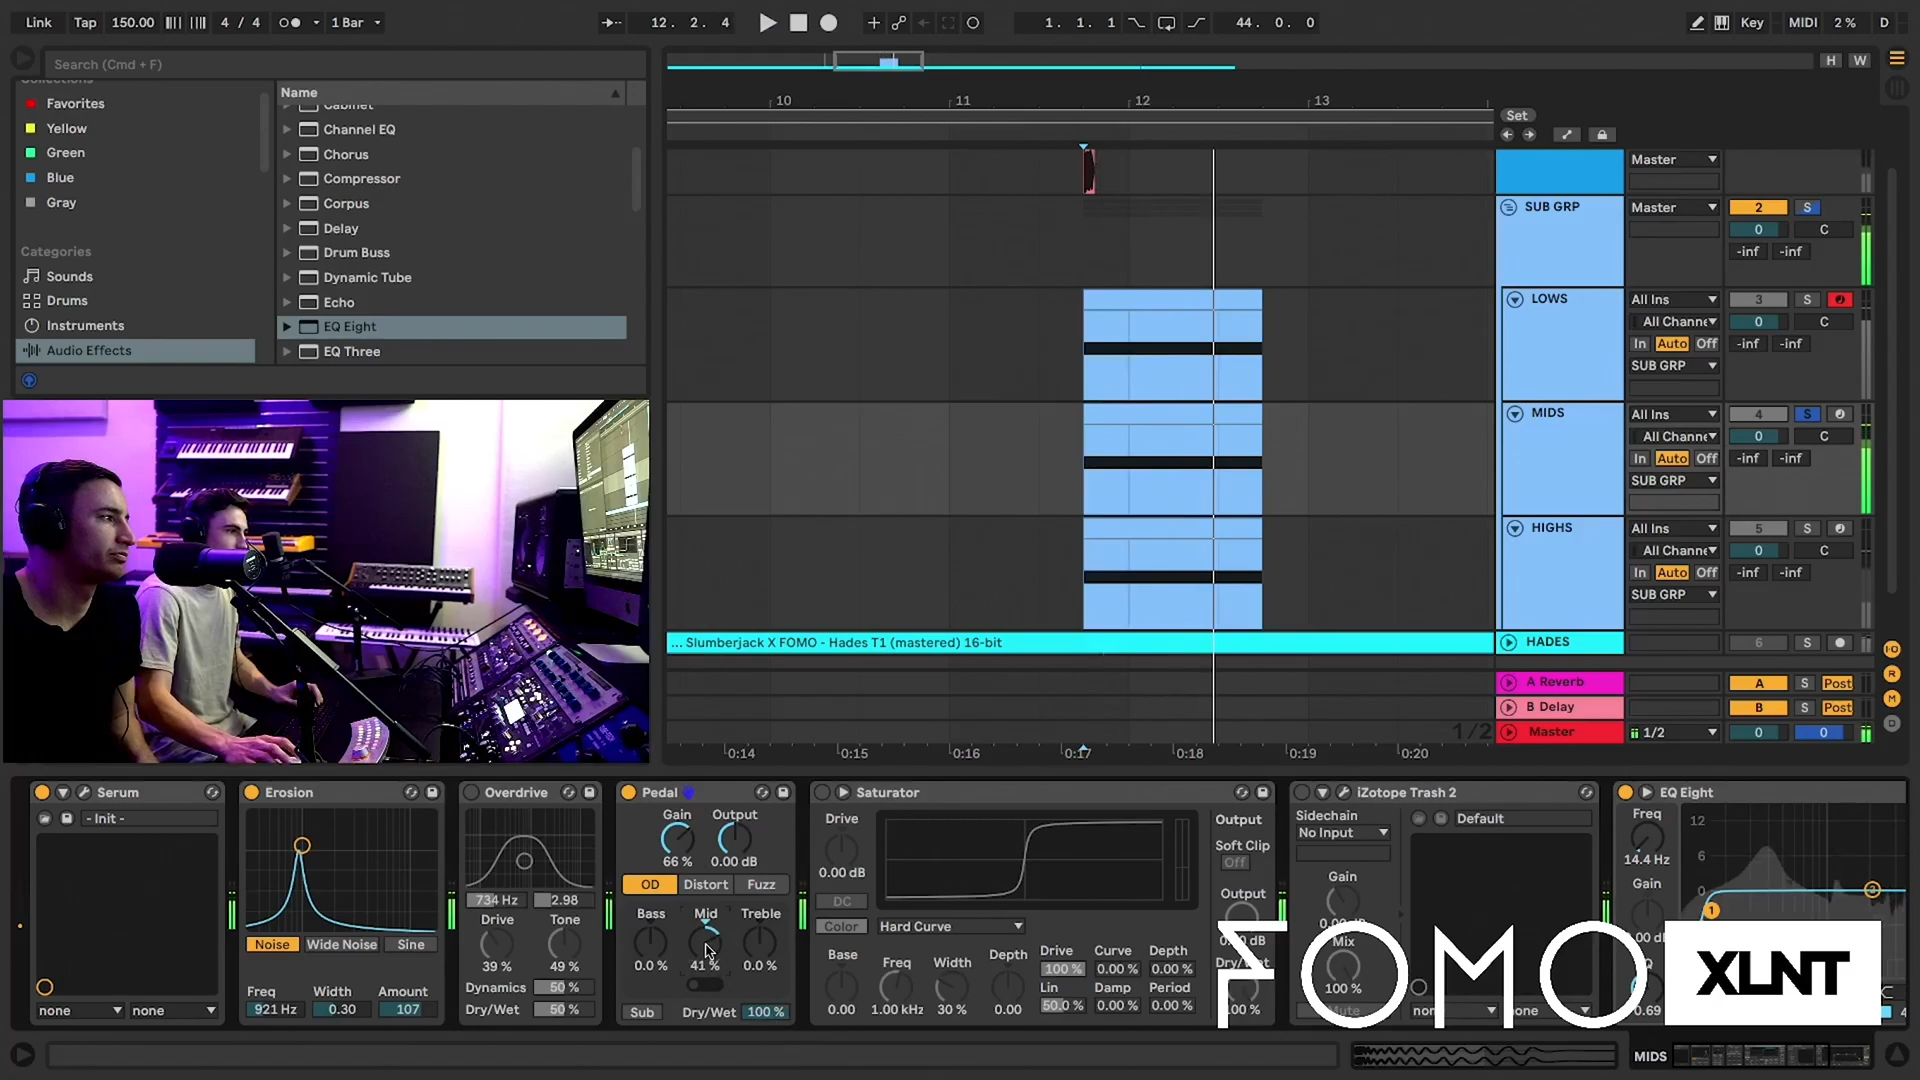 Link Tap 150.00 4 / 4 1 Bar 12. 2. 4 1. 1. 1 44. 0. 0 Key MIDI 2 % D
Search (Cmd + F)
Collections
Favorites
Yellow
Green
Blue
Gray
Categories
Sounds
Drums
Instruments
Audio Effects
Name
Cabinet
Channel EQ
Chorus
Compressor
Corpus
Delay
Drum Buss
Dynamic Tube
Echo
EQ Eight
EQ Three
H W
10 11 12 13
Set
Master
SUB GRP Master 2 S
0 C
-inf -inf
LOWS All Ins 3 S
All Channe 0 C
In Auto Off -inf -inf
SUB GRP
MIDS All Ins 4 S
All Channe 0 C
In Auto Off -inf -inf
SUB GRP
HIGHS All Ins 5 S
All Channe 0 C
In Auto Off -inf -inf
SUB GRP
... Slumberjack X FOMO - Hades T1 (mastered) 16-bit HADES 6 S
A Reverb A S Post
B Delay B S Post
1/2 Master 1/2 0 0
0:14 0:15 0:16 0:17 0:18 0:19 0:20
Serum
- Init -
none none
Erosion
Noise Wide Noise Sine
Freq Width Amount
921 Hz 0.30 107
Overdrive
734 Hz 2.98
Drive Tone
39 % 49 %
Dynamics 50 %
Dry/Wet 50 %
Pedal
Gain Output
66 % 0.00 dB
OD Distort Fuzz
Bass Mid Treble
0.0 % 41 % 0.0 %
Sub Dry/Wet 100 %
Saturator
Drive
0.00 dB
DC
Color Hard Curve
Base Freq Width Depth
0.00 1.00 kHz 30 % 0.00
Drive Curve Depth
100 % 0.00 % 0.00 %
Lin Damp Period
50.0 % 0.00 % 0.00 %
Output
Soft Clip
Off
Output
Dry/Wet
iZotope Trash 2
Sidechain
No Input
Default
Gain
Mix
100 %
Mute
EQ Eight
Freq
14.4 Hz
Gain
12
6
0
1
FOMO XLNT
MIDS